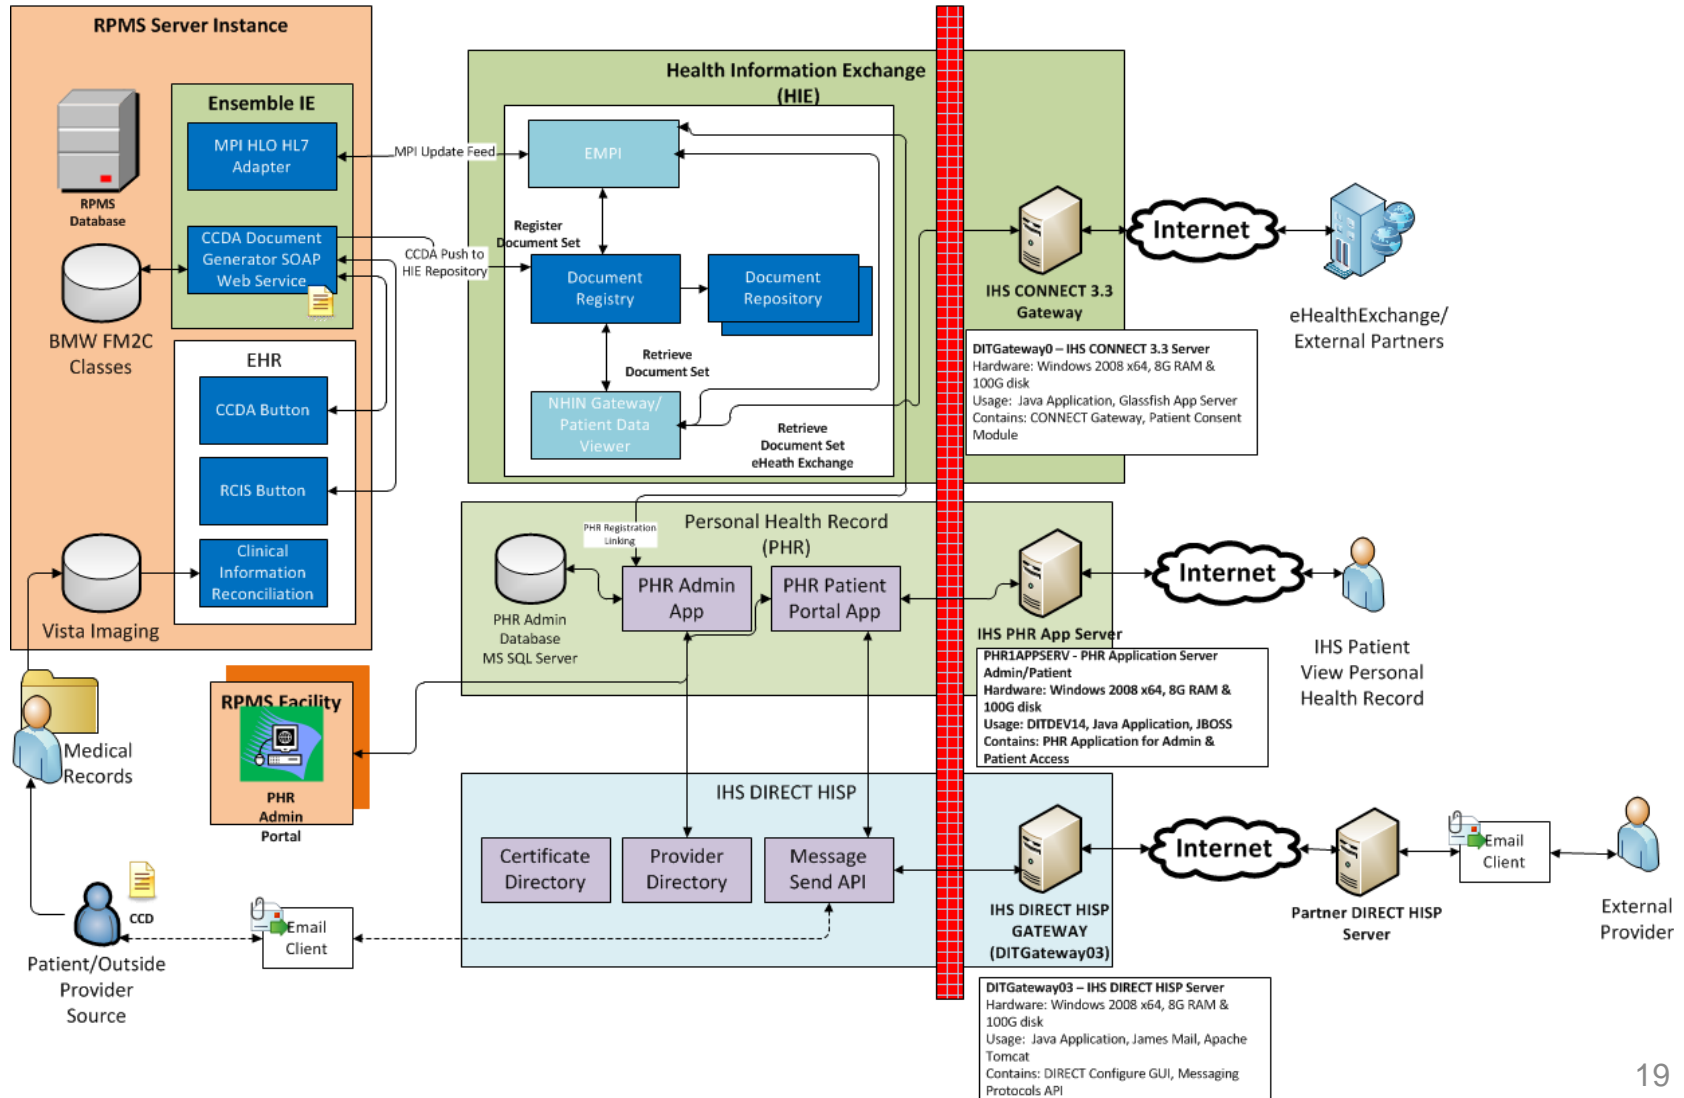 RPMS Server Instance
Ensemble IE
MPI HLO HL7
Adapter
RPMS
Database
CCDA Document
Generator SOAP
Web Service
BMW FM2C
Classes
EHR
CCDA Button
RCIS Button
Clinical
Information
Reconciliation
Vista Imaging
MPI Update Feed
CCDA Push to
HIE Repository
Health Information Exchange
(HIE)
EMPI
Register
Document Set
Document
Registry
Document
Repository
Retrieve
Document Set
NHIN Gateway/
Patient Data
Viewer
Retrieve
Document Set
eHeath Exchange
IHS CONNECT 3.3
Gateway
Internet
eHealthExchange/
External Partners
DITGateway0 – IHS CONNECT 3.3 Server
Hardware: Windows 2008 x64, 8G RAM &
100G disk
Usage: Java Application, Glassfish App Server
Contains: CONNECT Gateway, Patient Consent
Module
Personal Health Record
(PHR)
PHR Registration
Linking
PHR Admin
Database
MS SQL Server
PHR Admin
App
PHR Patient
Portal App
IHS PHR App Server
Internet
IHS Patient
View Personal
Health Record
PHR1APPSERV - PHR Application Server
Admin/Patient
Hardware: Windows 2008 x64, 8G RAM &
100G disk
Usage: DITDEV14, Java Application, JBOSS
Contains: PHR Application for Admin &
Patient Access
Medical
Records
RPMS Facility
PHR
Admin
Portal
IHS DIRECT HISP
Certificate
Directory
Provider
Directory
Message
Send API
IHS DIRECT HISP
GATEWAY
(DITGateway03)
Internet
Partner DIRECT HISP
Server
Email
Client
External
Provider
CCD
Patient/Outside
Provider
Source
Email
Client
DITGateway03 – IHS DIRECT HISP Server
Hardware: Windows 2008 x64, 8G RAM &
100G disk
Usage: Java Application, James Mail, Apache
Tomcat
Contains: DIRECT Configure GUI, Messaging
Protocols API
19